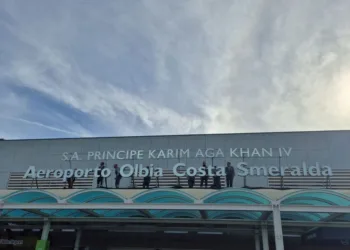 S.A. PRINCIPE KARIM AGA KHAN IV
Aeroporto Olbia Costa Smeralda